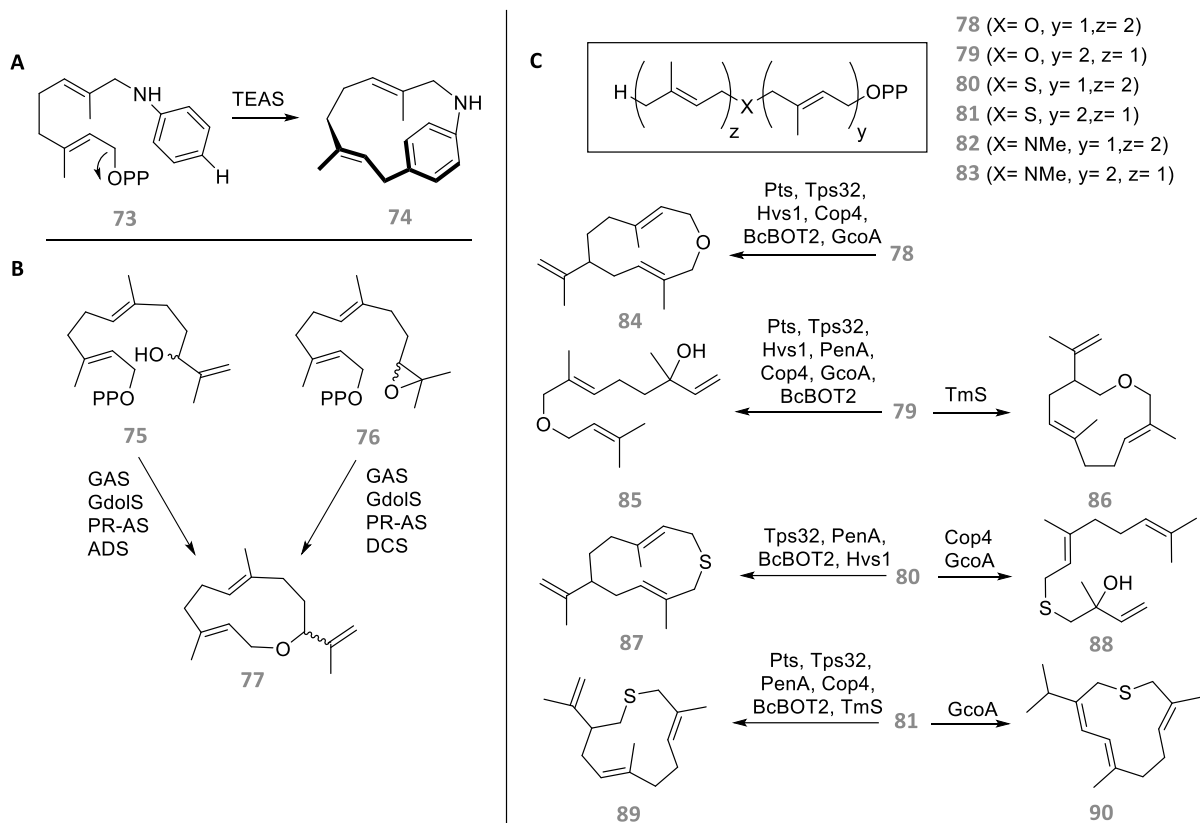 A
NH
TEAS
OPP
H
NH
73
74
B
HO
PPO
O
PPO
75
76
GAS
GdolS
PR-AS
ADS
GAS
GdolS
PR-AS
DCS
O
77
C
H
X
OPP
z
y
78 (X= O, y= 1,z= 2)
79 (X= O, y= 2, z= 1)
80 (X= S, y= 1,z= 2)
81 (X= S, y= 2,z= 1)
82 (X= NMe, y= 1,z= 2)
83 (X= NMe, y= 2, z= 1)
O
84
Pts, Tps32,
Hvs1, Cop4,
BcBOT2, GcoA
78
OH
O
85
Pts, Tps32,
Hvs1, PenA,
Cop4, GcoA,
BcBOT2
79
TmS
O
86
S
87
Tps32, PenA,
BcBOT2, Hvs1
80
Cop4
GcoA
OH
S
88
S
89
Pts, Tps32,
PenA, Cop4,
BcBOT2, TmS
81
GcoA
S
90